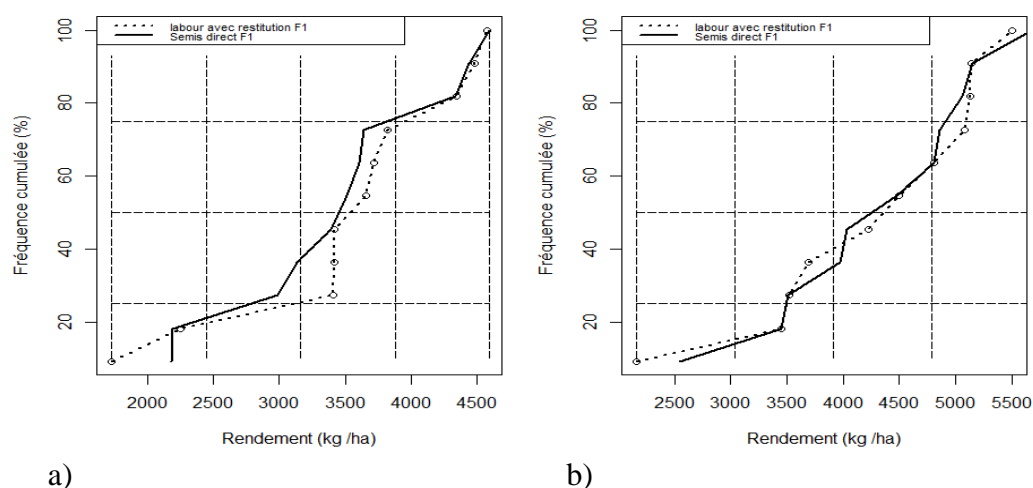 labour avec restitution F1
Semis direct F1
Fréquence cumulée (%)
100
80
60
40
20
2000 2500 3000 3500 4000 4500
Rendement (kg /ha)
a)
labour avec restitution F1
Semis direct F1
Fréquence cumulée (%)
100
80
60
40
20
2500 3000 3500 4000 4500 5000 5500
Rendement (kg /ha)
b)